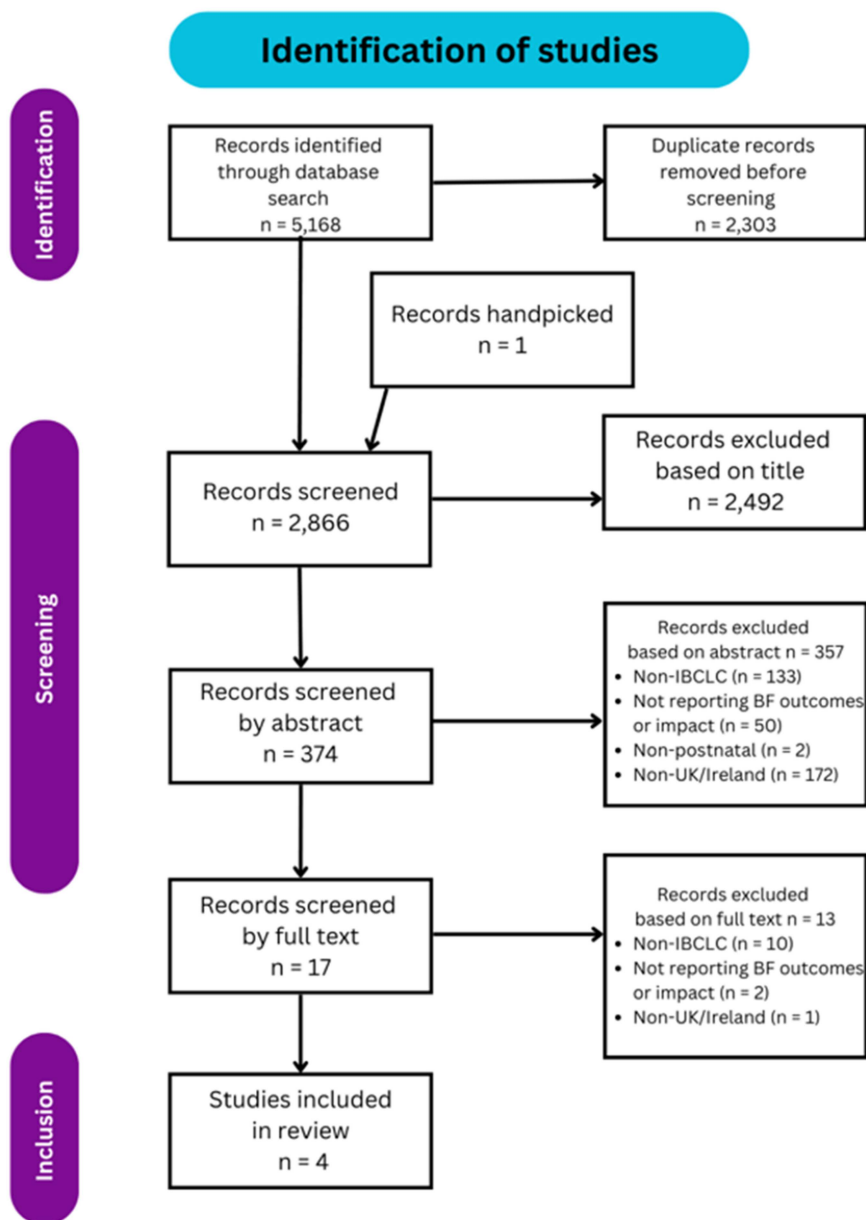 Identification of studies
Identification
Records identified
through database
search
n = 5,168
Duplicate records
removed before
screening
n = 2,303
Records handpicked
n = 1
Screening
Records screened
n = 2,866
Records excluded
based on title
n = 2,492
Records screened
by abstract
n = 374
Records excluded
based on abstract n = 357
• Non-IBCLC (n = 133)
• Not reporting BF outcomes
or impact (n = 50)
• Non-postnatal (n = 2)
• Non-UK/Ireland (n = 172)
Records screened
by full text
n = 17
Records excluded
based on full text n = 13
• Non-IBCLC (n = 10)
• Not reporting BF outcomes
or impact (n = 2)
• Non-UK/Ireland (n = 1)
Inclusion
Studies included
in review
n = 4